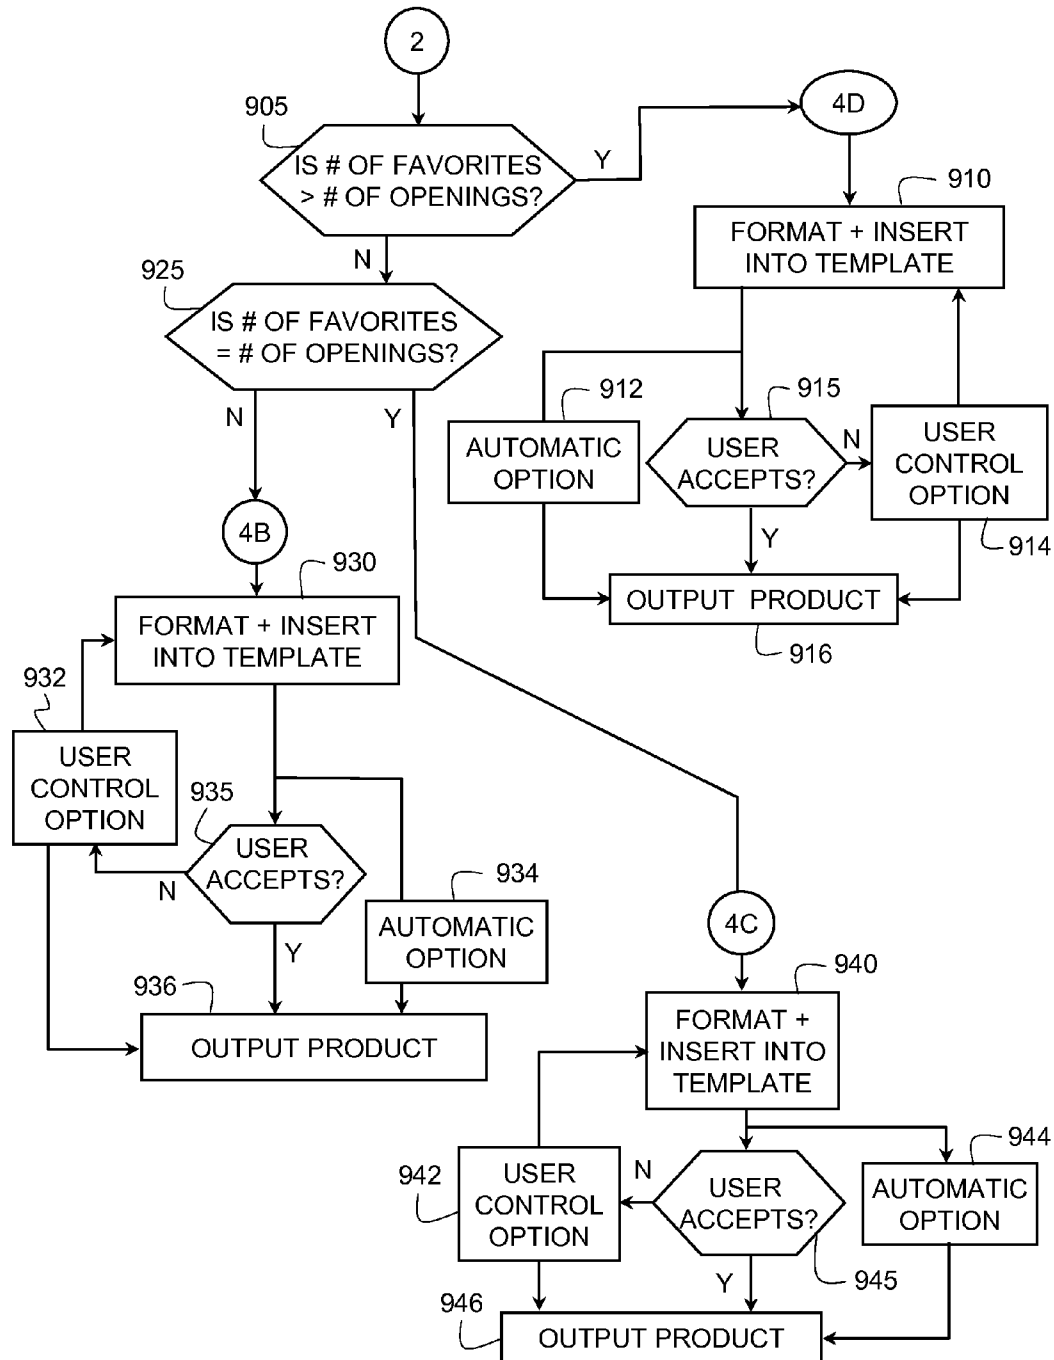 2
905
IS # OF FAVORITES
> # OF OPENINGS?
Y
4D
910
FORMAT + INSERT
INTO TEMPLATE
N
925
IS # OF FAVORITES
= # OF OPENINGS?
N
Y
912
AUTOMATIC
OPTION
915
USER
ACCEPTS?
N
USER
CONTROL
OPTION
914
Y
OUTPUT PRODUCT
916
4B
930
FORMAT + INSERT
INTO TEMPLATE
932
USER
CONTROL
OPTION
935
USER
ACCEPTS?
N
Y
934
AUTOMATIC
OPTION
936
OUTPUT PRODUCT
4C
940
FORMAT +
INSERT INTO
TEMPLATE
942
USER
CONTROL
OPTION
N
USER
ACCEPTS?
945
Y
944
AUTOMATIC
OPTION
946
OUTPUT PRODUCT